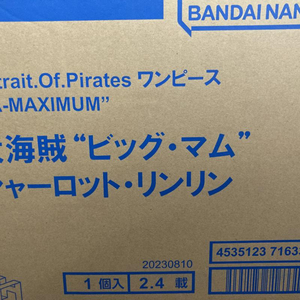 BANDAI NAM
trait.Of.Pirates ワンピース
-MAXIMUM”
海賊“ビッグ・マム”
ャーロット・リンリン
20230810
4535123 7163
1個入 2.4 載